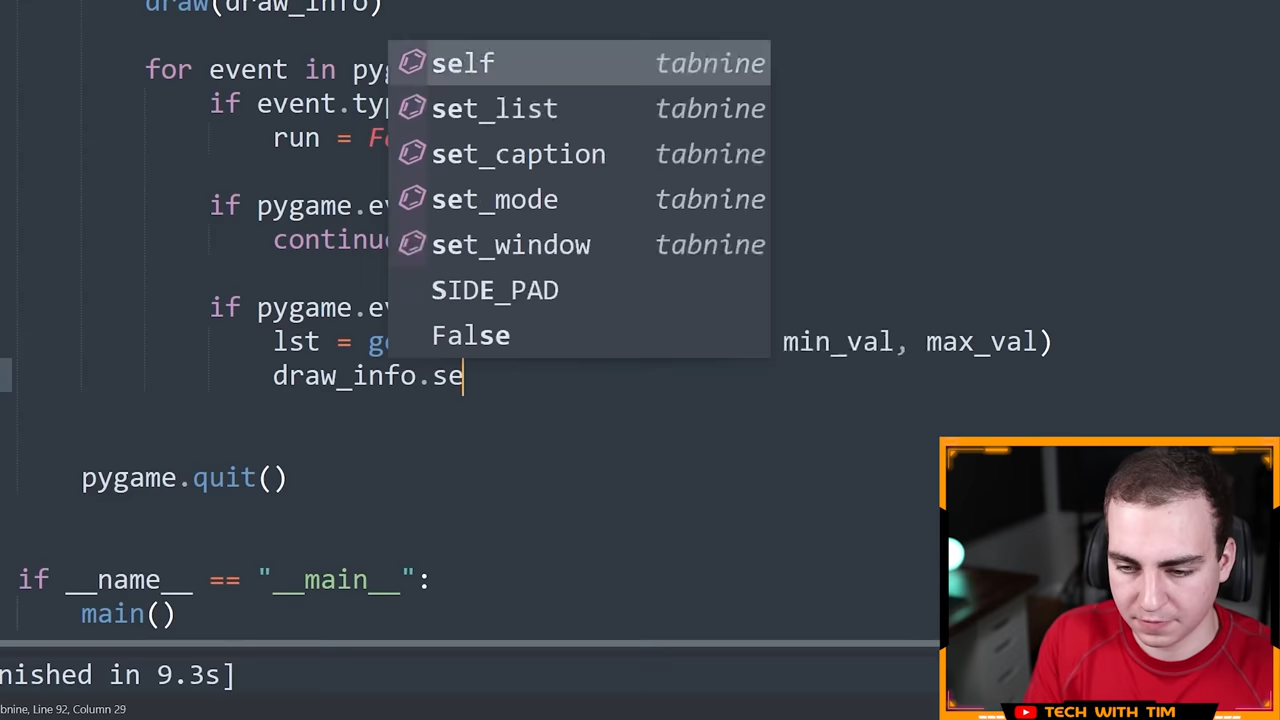 draw(draw_info)
for event in pyg
if event.typ
run = Fa
if pygame.ev
continue
if pygame.ev
lst = ge min_val, max_val)
draw_info.se
self tabnine
set_list tabnine
set_caption tabnine
set_mode tabnine
set_window tabnine
SIDE_PAD
False
pygame.quit()
if __name__ == "__main__":
main()
nished in 9.3s]
bnine, Line 92, Column 29
TECH WITH TIM